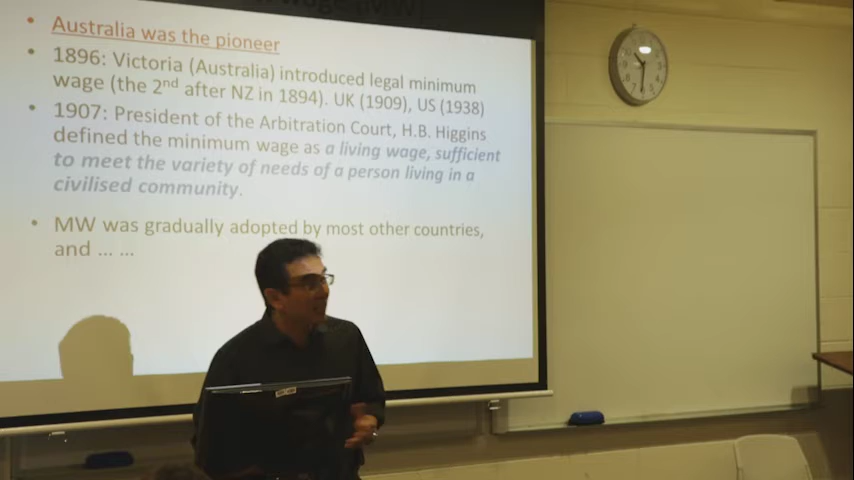 Australia was the pioneer
1896: Victoria (Australia) introduced legal minimum
wage (the 2nd after NZ in 1894). UK (1909), US (1938)
1907: President of the Arbitration Court, H.B. Higgins
defined the minimum wage as a living wage, sufficient
to meet the variety of needs of a person living in a
civilised community.
MW was gradually adopted by most other countries,
and ... ...